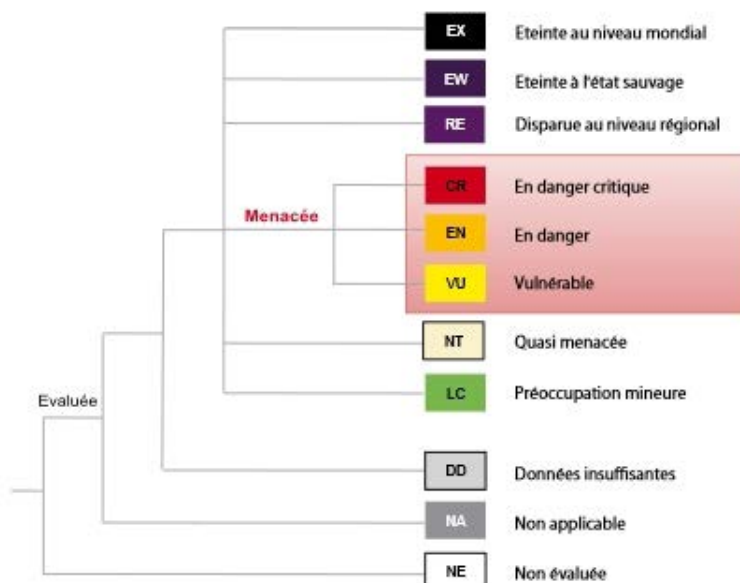 EX Eteinte au niveau mondial
EW Eteinte à l'état sauvage
RE Disparue au niveau régional
CR En danger critique
Menacée
EN En danger
VU Vulnérable
NT Quasi menacée
LC Préoccupation mineure
Evaluée
DD Données insuffisantes
NA Non applicable
NE Non évaluée